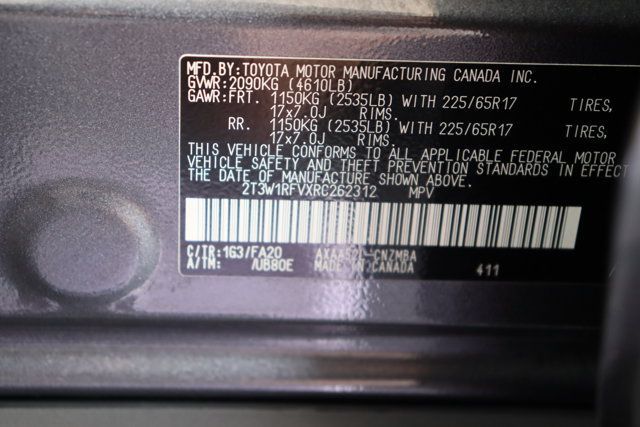 MFD.BY:TOYOTA MOTOR MANUFACTURING CANADA INC.
GVWR:2090KG (4610LB)
GAWR:FRT. 1150KG (2535LB) WITH 225/65R17 TIRES,
17x7.0J RIMS.
RR. 1150KG (2535LB) WITH 225/65R17 TIRES,
17x7.0J RIMS.
THIS VEHICLE CONFORMS TO ALL APPLICABLE FEDERAL MOTOR
VEHICLE SAFETY AND THEFT PREVENTION STANDARDS IN EFFECT
THE DATE OF MANUFACTURE SHOWN ABOVE.
2T3W1RFVXRC262312 MPV
C/TR:1G3/FA20 AXAA52L-CNZMBA
A/TM: /UB80E MADE IN CANADA 411